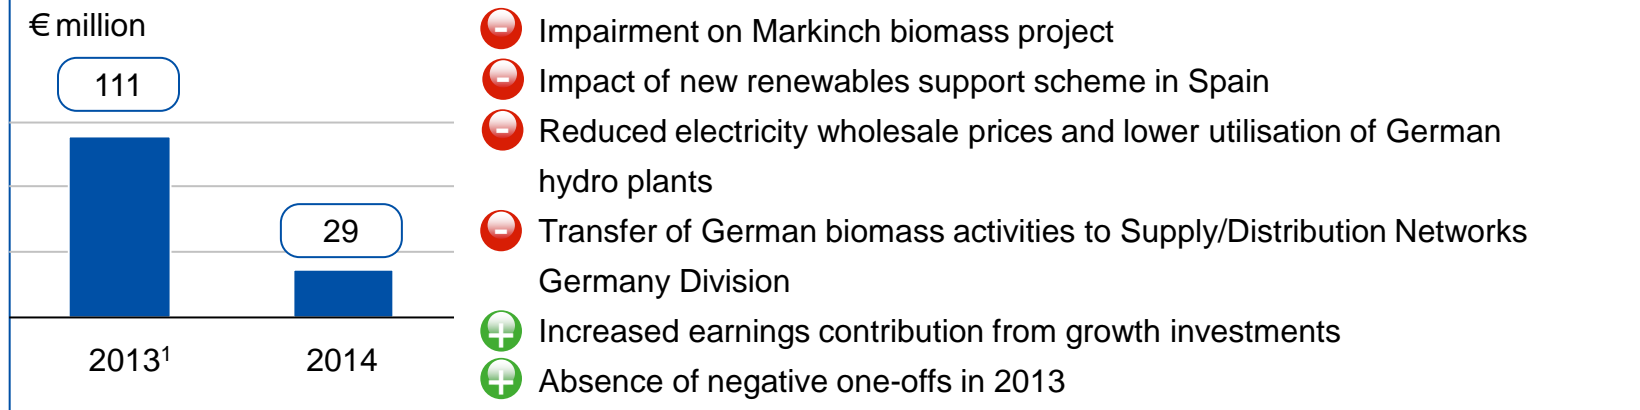 € million
111
29
2013¹
2014
- Impairment on Markinch biomass project
- Impact of new renewables support scheme in Spain
- Reduced electricity wholesale prices and lower utilisation of German
hydro plants
- Transfer of German biomass activities to Supply/Distribution Networks
Germany Division
+ Increased earnings contribution from growth investments
+ Absence of negative one-offs in 2013